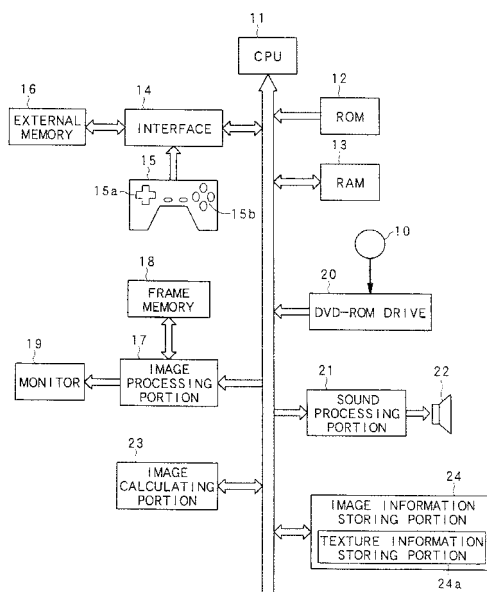 11
CPU
16
EXTERNAL
MEMORY
14
INTERFACE
12
ROM
13
RAM
15
15a
15b
10
18
FRAME
MEMORY
20
DVD-ROM DRIVE
19
MONITOR
17
IMAGE
PROCESSING
PORTION
21
SOUND
PROCESSING
PORTION
22
23
IMAGE
CALCULATING
PORTION
24
IMAGE INFORMATION
STORING PORTION
TEXTURE INFORMATION
STORING PORTION
24a